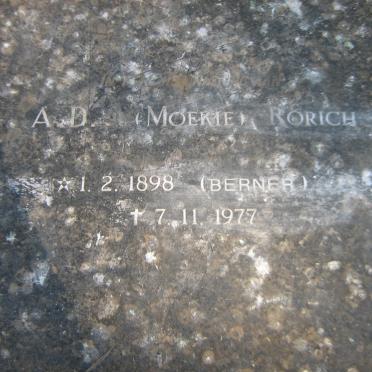 A. D. (MOEKIE) RORICH
☆ 1. 2. 1898 (BERNER)
✝ 7. 11. 1977